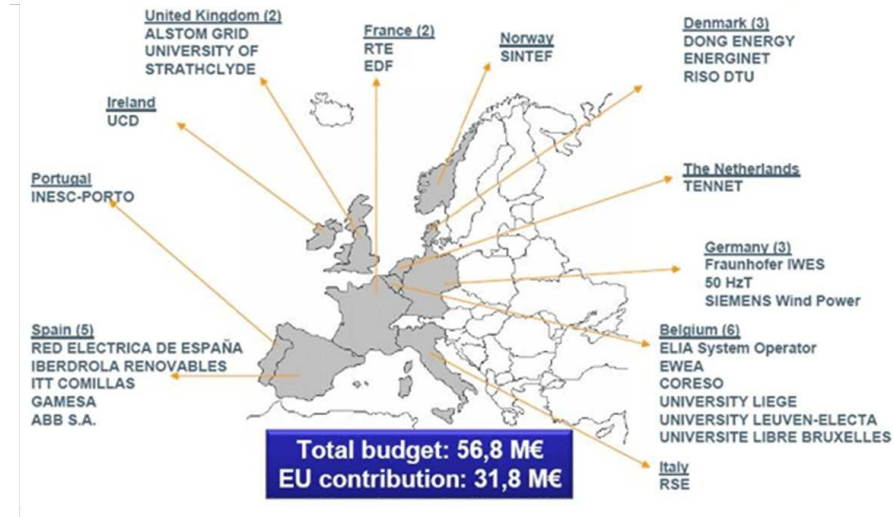 United Kingdom (2)
ALSTOM GRID
UNIVERSITY OF
STRATHCLYDE
France (2)
RTE
EDF
Norway
SINTEF
Denmark (3)
DONG ENERGY
ENERGINET
RISO DTU
Ireland
UCD
The Netherlands
TENNET
Portugal
INESC-PORTO
Germany (3)
Fraunhofer IWES
50 HzT
SIEMENS Wind Power
Spain (5)
RED ELECTRICA DE ESPAÑA
IBERDROLA RENOVABLES
ITT COMILLAS
GAMESA
ABB S.A.
Belgium (6)
ELIA System Operator
EWEA
CORESO
UNIVERSITY LIEGE
UNIVERSITY LEUVEN-ELECTA
UNIVERSITE LIBRE BRUXELLES
Total budget: 56,8 M€
EU contribution: 31,8 M€
Italy
RSE